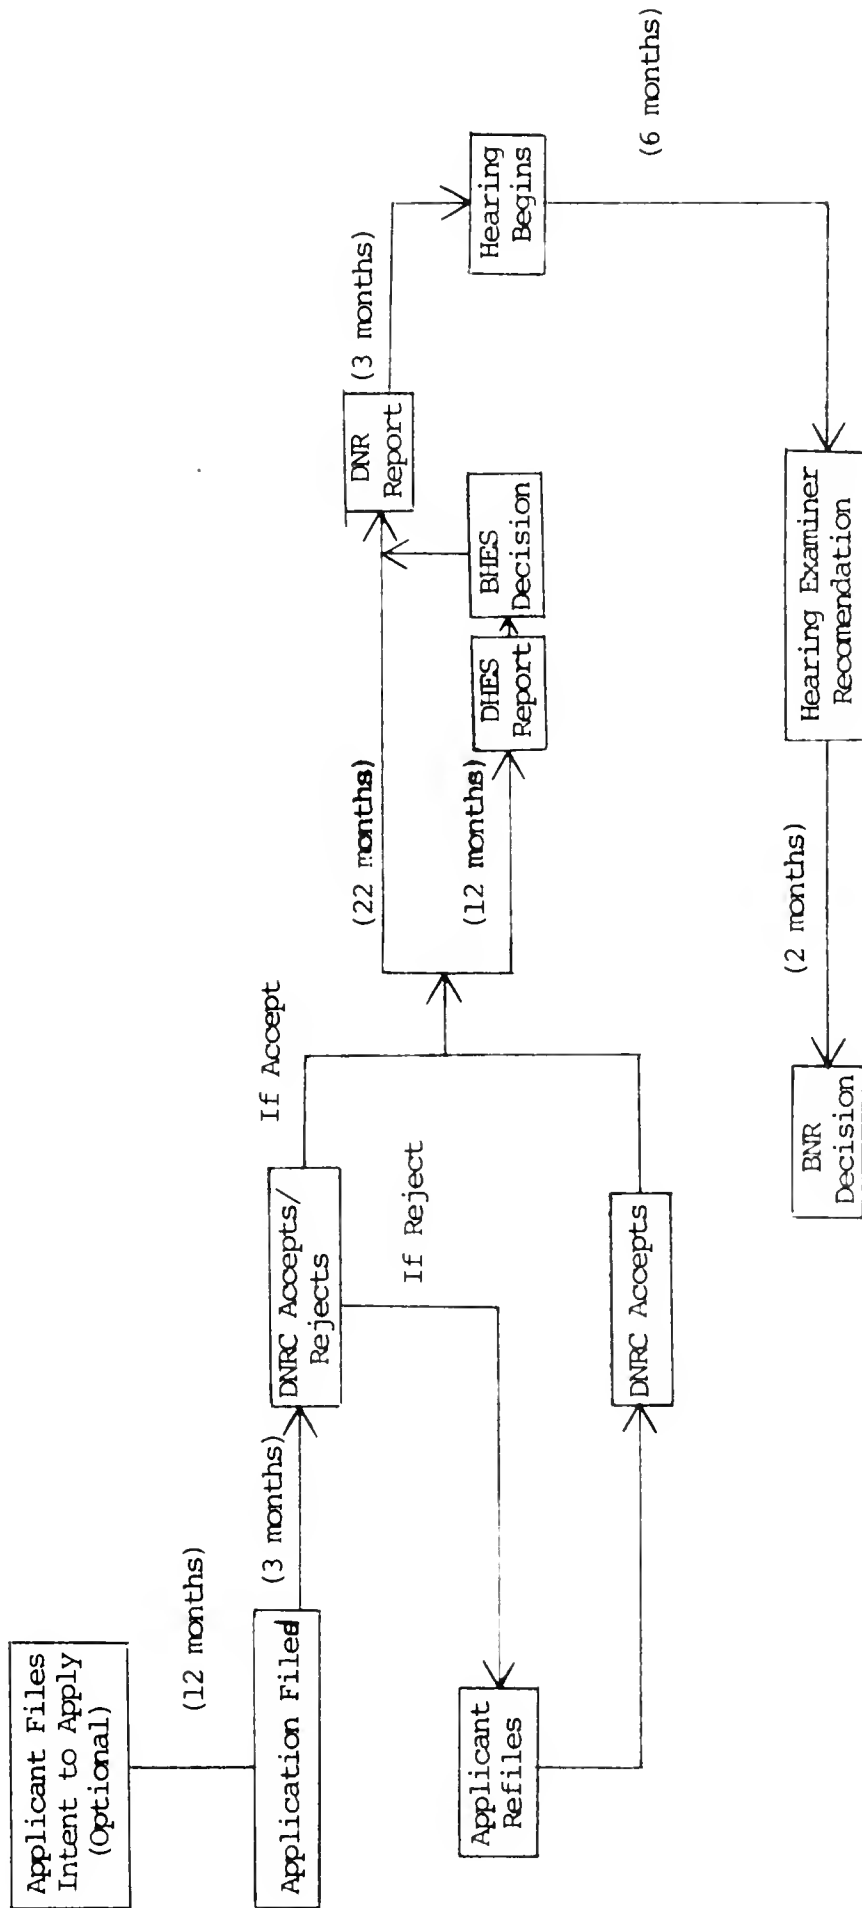 Applicant Files
Intent to Apply
(Optional)
(12 months)
Application Filed
(3 months)
DNRC Accepts/
Rejects
If Accept
If Reject
Applicant
Refiles
DNRC Accepts
(22 months)
(12 months)
DHES
Report
BHES
Decision
DNR
Report
(3 months)
Hearing
Begins
(6 months)
Hearing Examiner
Recomendation
(2 months)
BNR
Decision